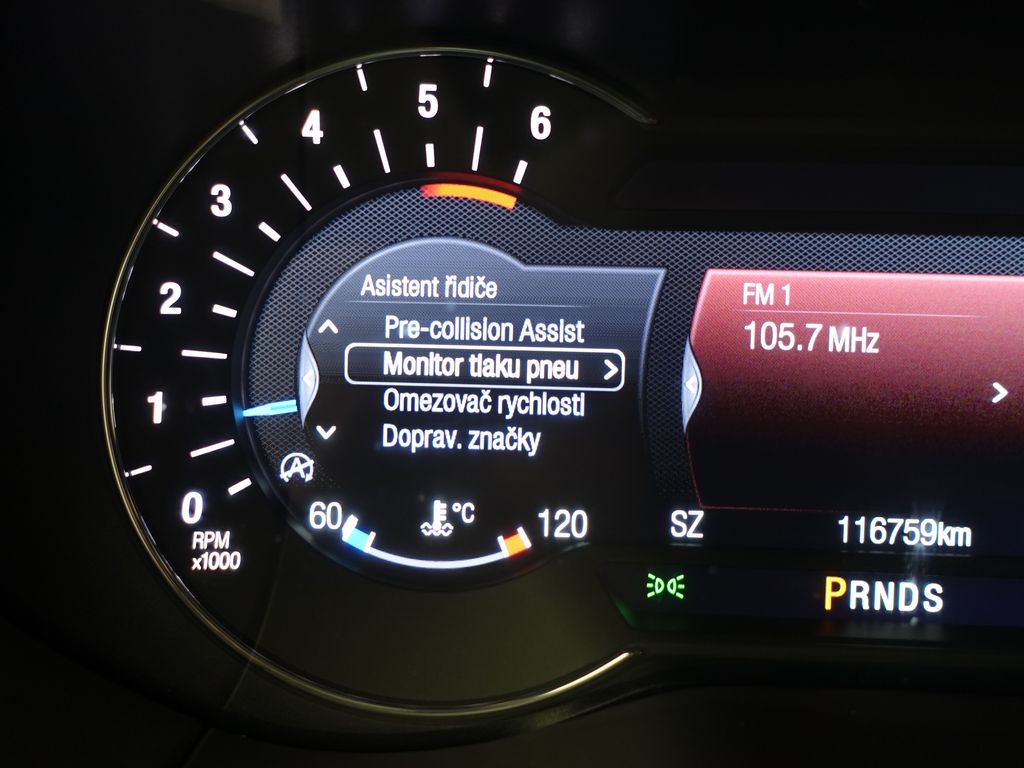 0
1
2
3
4
5
6
RPM
x1000
Asistent řidiče
Pre-collision Assist
Monitor tlaku pneu
Omezovač rychlosti
Doprav. značky
60
°C
120
FM 1
105.7 MHz
SZ
116759km
PRNDS